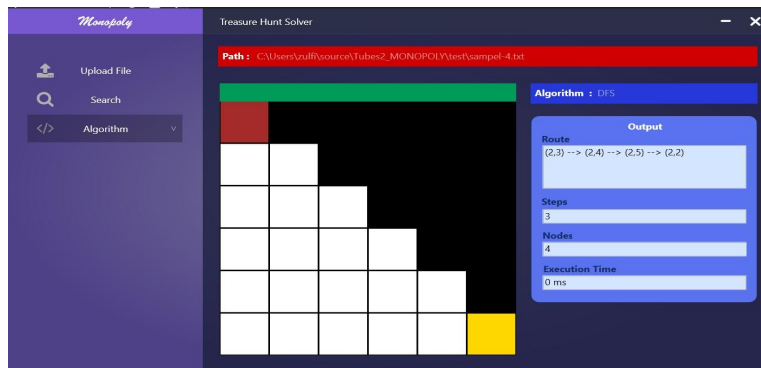 Monopoly
Treasure Hunt Solver
Path : C:\Users\zulfi\source\Tubes2_MONOPOLY\test\sampel-4.txt
Upload File
Search
</> Algorithm v
Algorithm : DFS
Output
Route
(2,3) --> (2,4) --> (2,5) --> (2,2)
Steps
3
Nodes
4
Execution Time
0 ms